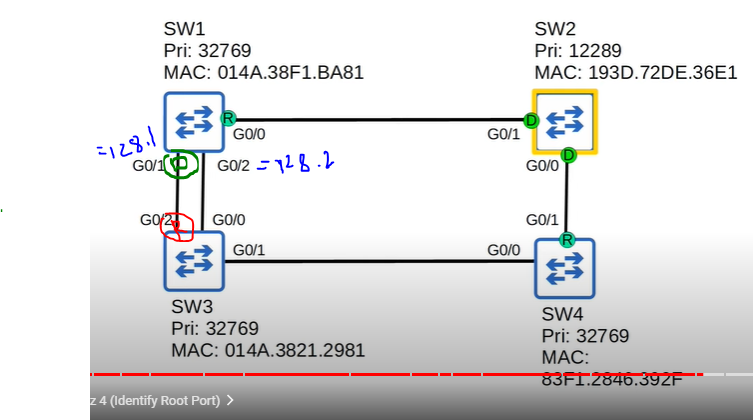 SW1
Pri: 32769
MAC: 014A.38F1.BA81
SW2
Pri: 12289
MAC: 193D.72DE.36E1
R
D
G0/0
G0/1
=128.1
G0/1
D
G0/2
=128.2
D
G0/0
G0/2
R
G0/0
G0/1
R
G0/1
G0/0
SW3
Pri: 32769
MAC: 014A.3821.2981
SW4
Pri: 32769
MAC:
83F1.2846.392F
z 4 (Identify Root Port)